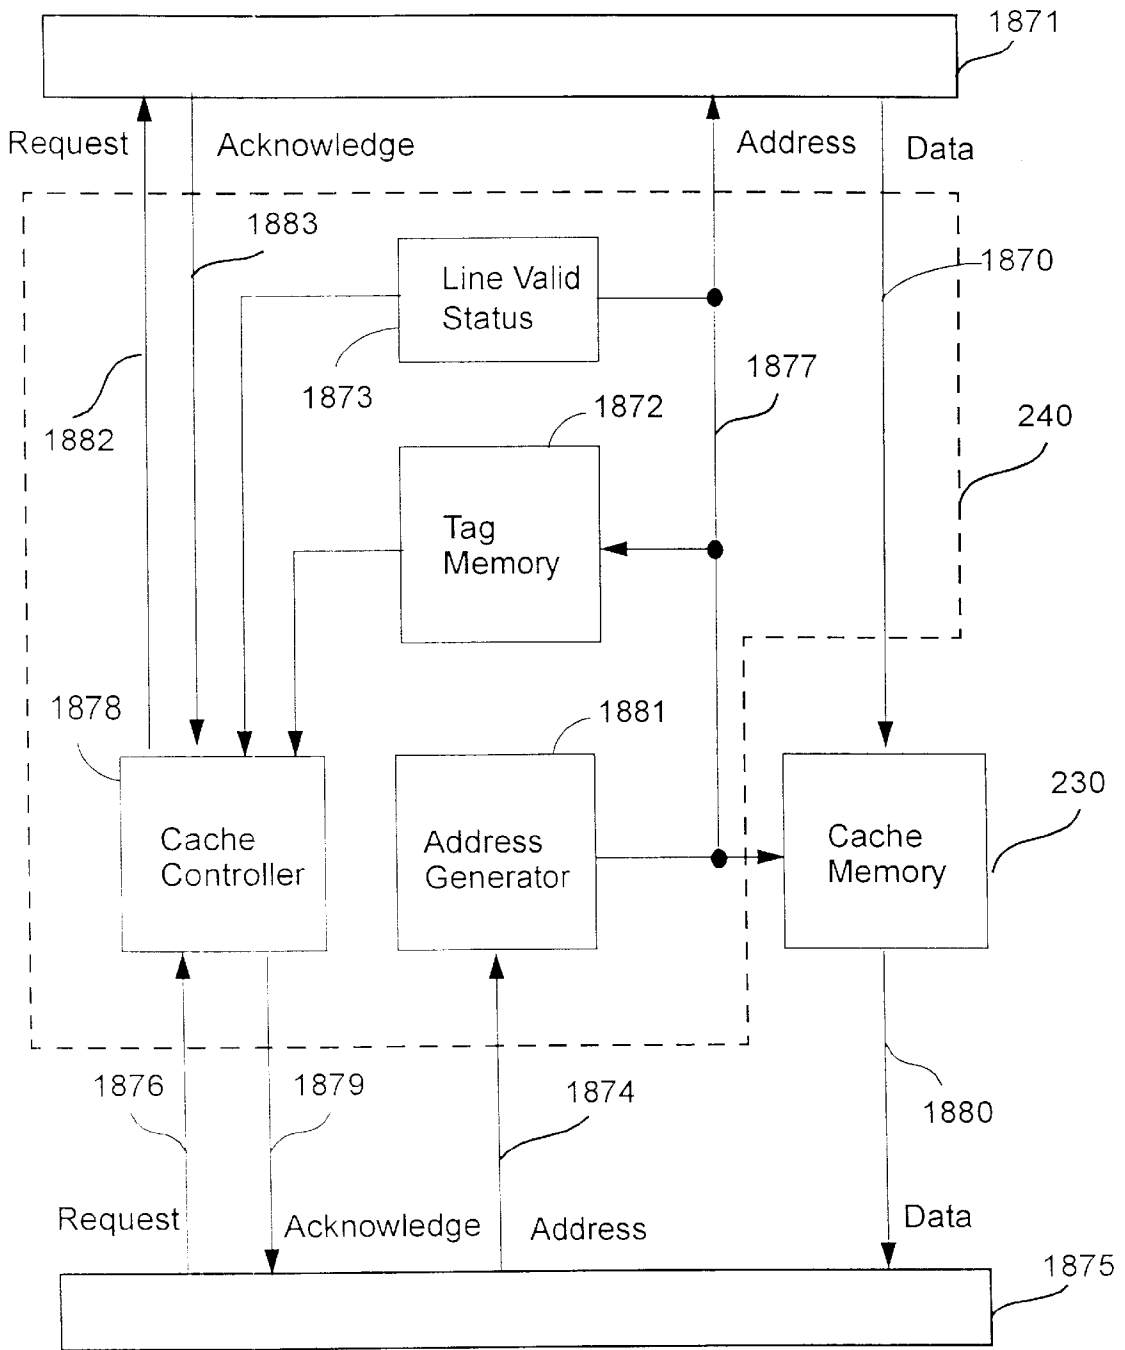 1871
Request
Acknowledge
Address
Data
1883
Line Valid
Status
1870
1873
1877
1872
1882
240
Tag
Memory
1878
1881
230
Cache
Controller
Address
Generator
Cache
Memory
1876
1879
1874
1880
Request
Acknowledge
Address
Data
1875